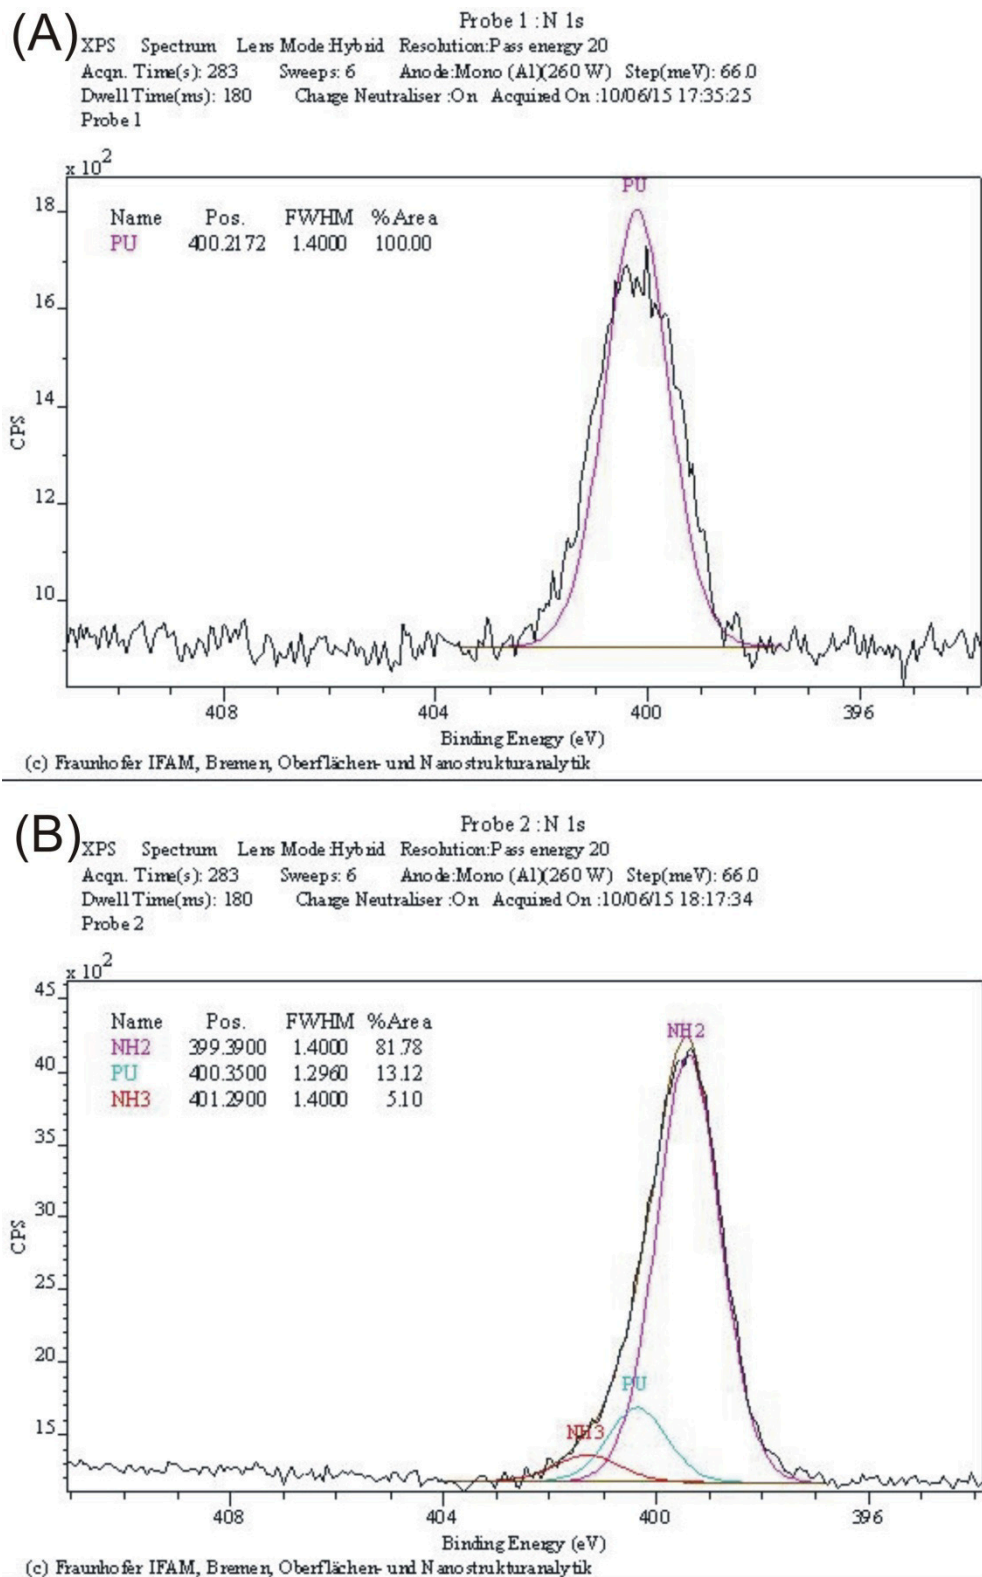 (A)
Probe 1 : N 1s
XPS Spectrum Lens Mode:Hybrid Resolution:Pass energy 20
Acqn. Time(s): 283 Sweeps: 6 Anode:Mono (Al)(260 W) Step(meV): 66.0
Dwell Time(ms): 180 Charge Neutraliser :On Acquired On :10/06/15 17:35:25
Probe 1
x 10²
PU
Name Pos. FWHM %Area
PU 400.2172 1.4000 100.00
18
16
14
12
10
CPS
408 404 400 396
Binding Energy (eV)
(c) Fraunhofer IFAM, Bremen, Oberflächen- und Nanostrukturanalytik
(B)
Probe 2 : N 1s
XPS Spectrum Lens Mode:Hybrid Resolution:Pass energy 20
Acqn. Time(s): 283 Sweeps: 6 Anode:Mono (Al)(260 W) Step(meV): 66.0
Dwell Time(ms): 180 Charge Neutraliser :On Acquired On :10/06/15 18:17:34
Probe 2
x 10²
Name Pos. FWHM %Area
NH2 399.3900 1.4000 81.78
PU 400.3500 1.2960 13.12
NH3 401.2900 1.4000 5.10
NH2
PU
NH3
45
40
35
30
25
20
15
CPS
408 404 400 396
Binding Energy (eV)
(c) Fraunhofer IFAM, Bremen, Oberflächen- und Nanostrukturanalytik